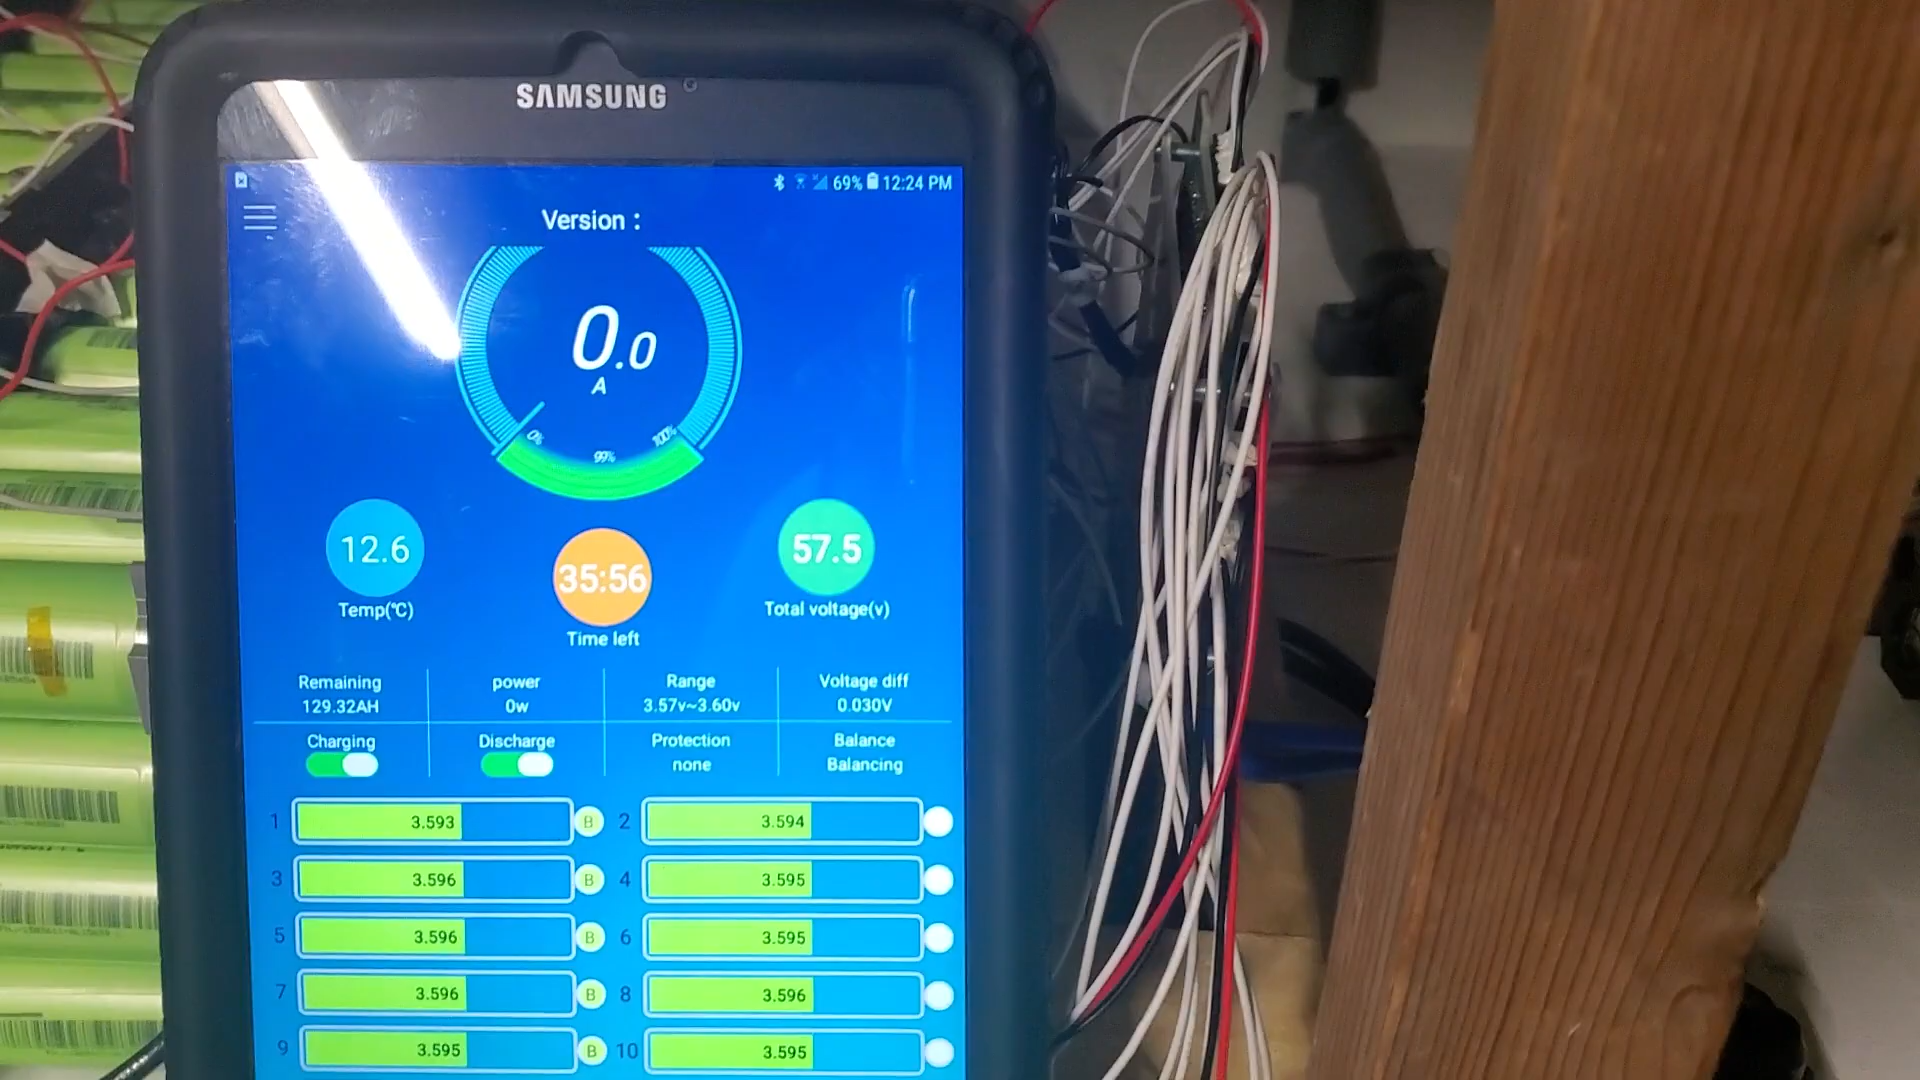 SAMSUNG
69% 12:24 PM
Version :
0.0
A
0% 99% 100%
12.6 35:56 57.5
Temp(℃) Time left Total voltage(v)
Remaining power Range Voltage diff
129.32AH 0w 3.57v~3.60v 0.030V
Charging Discharge Protection Balance
none Balancing
1 3.593 B 2 3.594
3 3.596 B 4 3.595
5 3.596 B 6 3.595
7 3.596 B 8 3.596
9 3.595 B 10 3.595